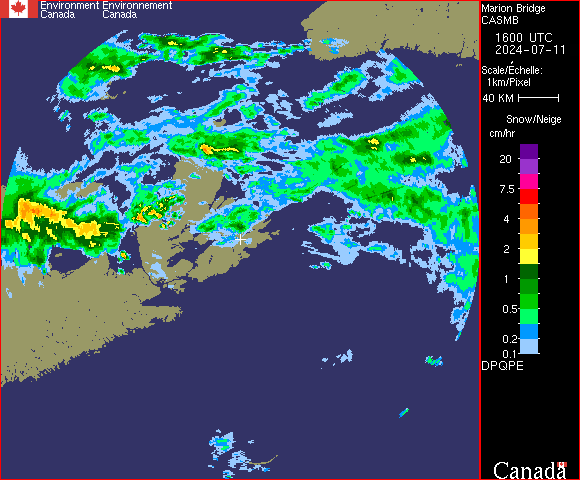 Environment Environnement
Canada Canada
Marion Bridge
CASMB
1600 UTC
2024-07-11
Scale/Échelle:
1km/Pixel
40 KM
Snow/Neige
cm/hr
20
7.5
4
2
1
0.5
0.2
0.1
DPQPE
Canada